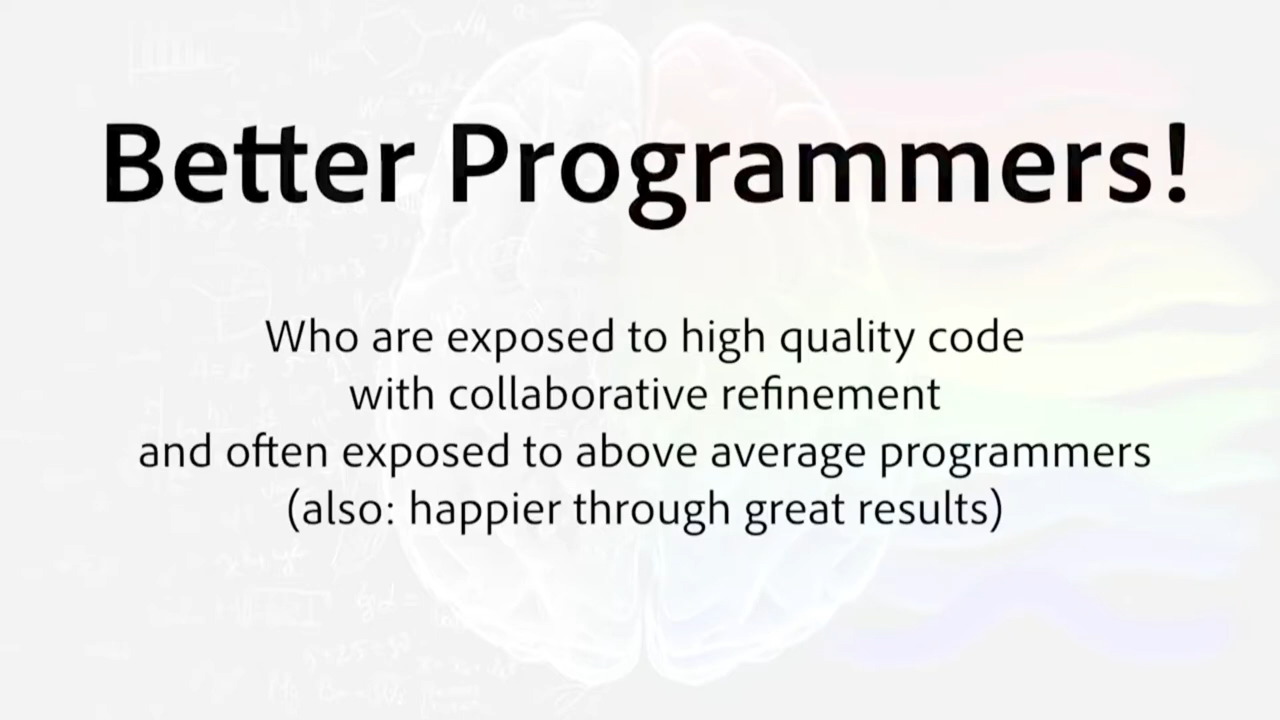 Better Programmers!
Who are exposed to high quality code
with collaborative refinement
and often exposed to above average programmers
(also: happier through great results)